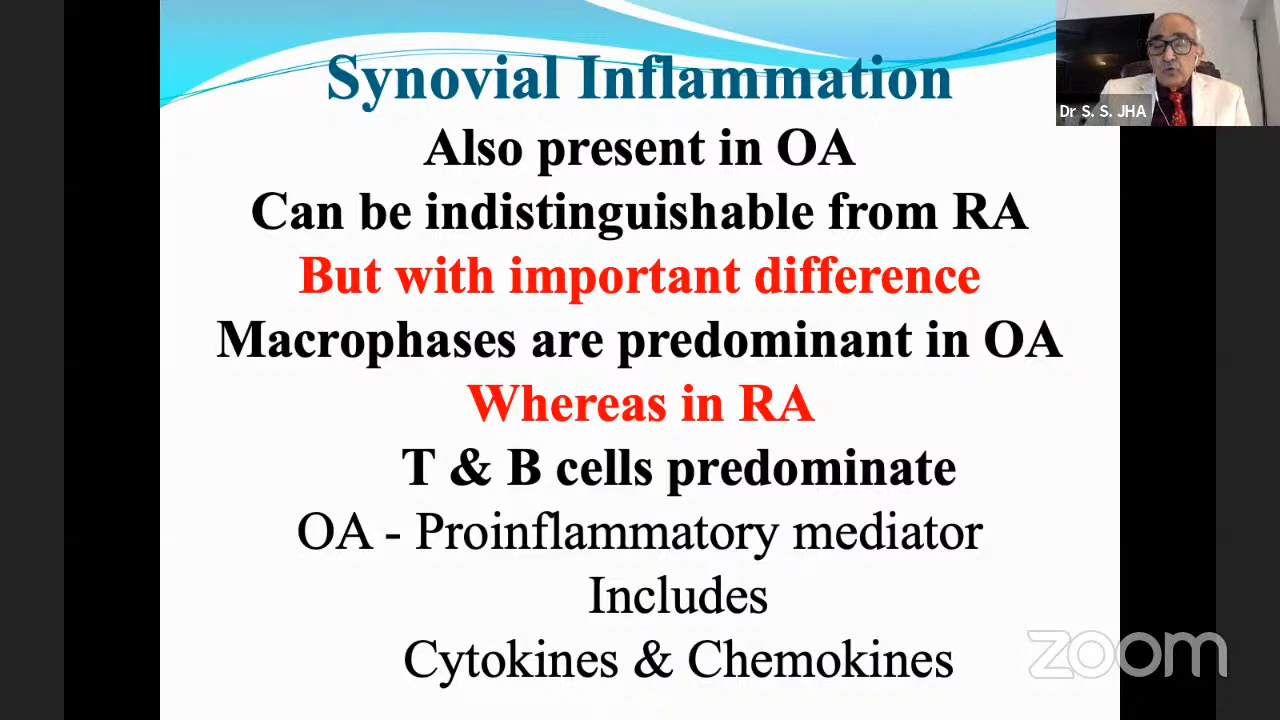 Synovial Inflammation
Also present in OA
Can be indistinguishable from RA
But with important difference
Macrophases are predominant in OA
Whereas in RA
T & B cells predominate
OA - Proinflammatory mediator
Includes
Cytokines & Chemokines
Dr S. S. JHA
zoom